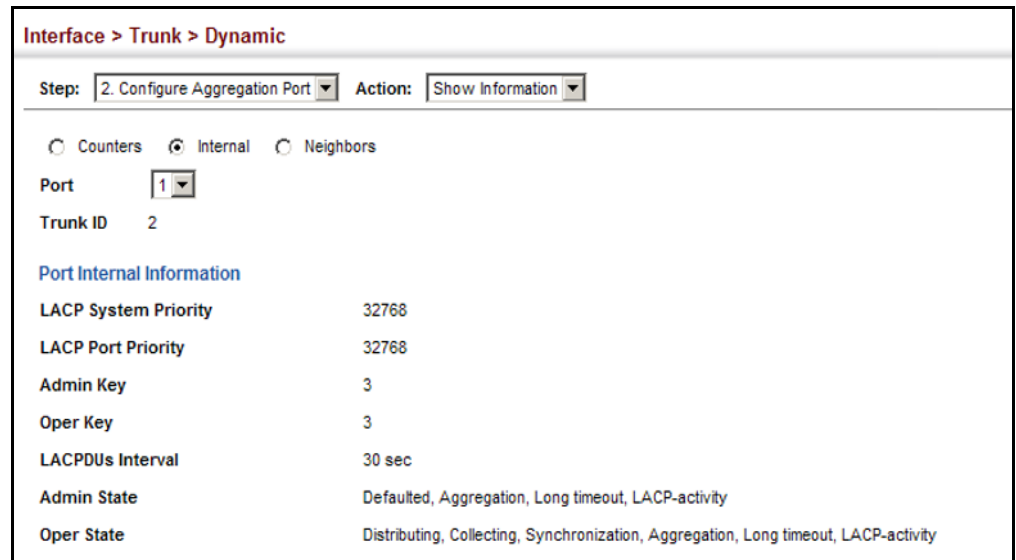 Interface > Trunk > Dynamic
Step: 2. Configure Aggregation Port Action: Show Information
Counters Internal Neighbors
Port 1
Trunk ID 2
Port Internal Information
LACP System Priority 32768
LACP Port Priority 32768
Admin Key 3
Oper Key 3
LACPDUs Interval 30 sec
Admin State Defaulted, Aggregation, Long timeout, LACP-activity
Oper State Distributing, Collecting, Synchronization, Aggregation, Long timeout, LACP-activity